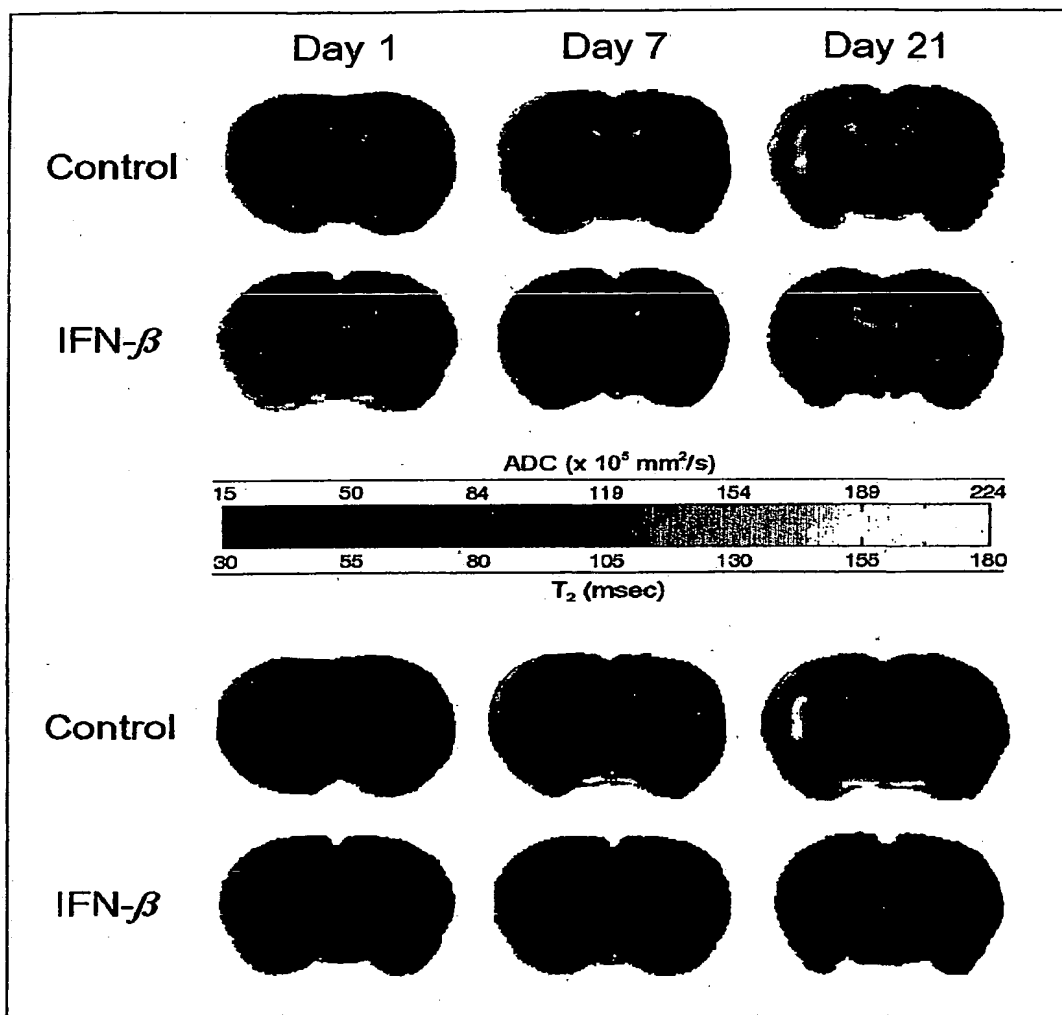 Day 1 Day 7 Day 21
Control
IFN-β
ADC (x 10⁵ mm²/s)
15 50 84 119 154 189 224
30 55 80 105 130 155 180
T₂ (msec)
Control
IFN-β